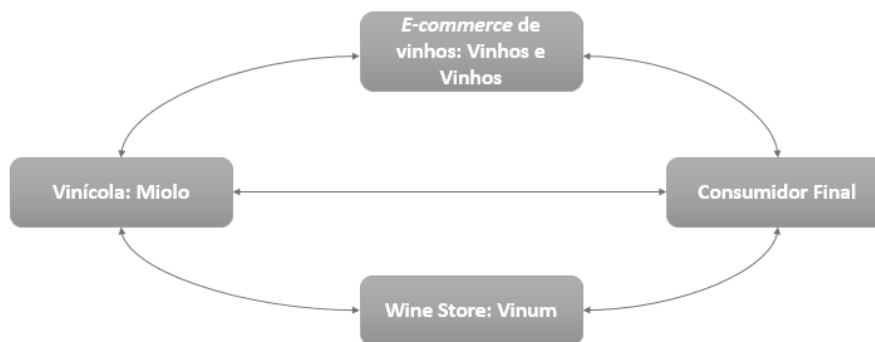 E-commerce de
vinhos: Vinhos e
Vinhos
Vinícola: Miolo
Consumidor Final
Wine Store: Vinum